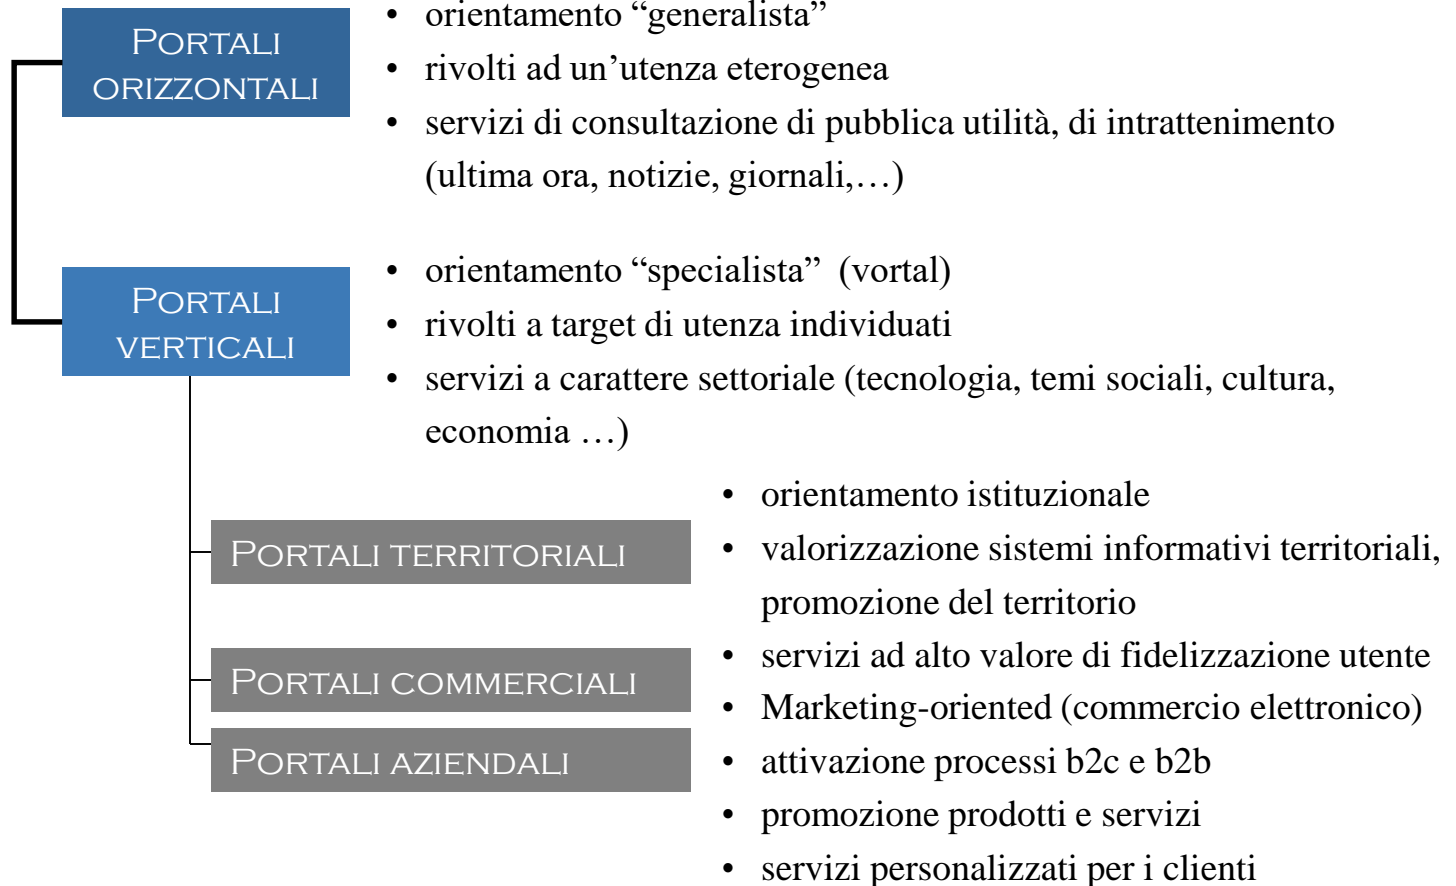 PORTALI
ORIZZONTALI
• orientamento “generalista”
• rivolti ad un’utenza eterogenea
• servizi di consultazione di pubblica utilità, di intrattenimento
(ultima ora, notizie, giornali,…)
PORTALI
VERTICALI
• orientamento “specialista” (vortal)
• rivolti a target di utenza individuati
• servizi a carattere settoriale (tecnologia, temi sociali, cultura,
economia …)
PORTALI TERRITORIALI
• orientamento istituzionale
• valorizzazione sistemi informativi territoriali,
promozione del territorio
• servizi ad alto valore di fidelizzazione utente
PORTALI COMMERCIALI
• Marketing-oriented (commercio elettronico)
PORTALI AZIENDALI
• attivazione processi b2c e b2b
• promozione prodotti e servizi
• servizi personalizzati per i clienti